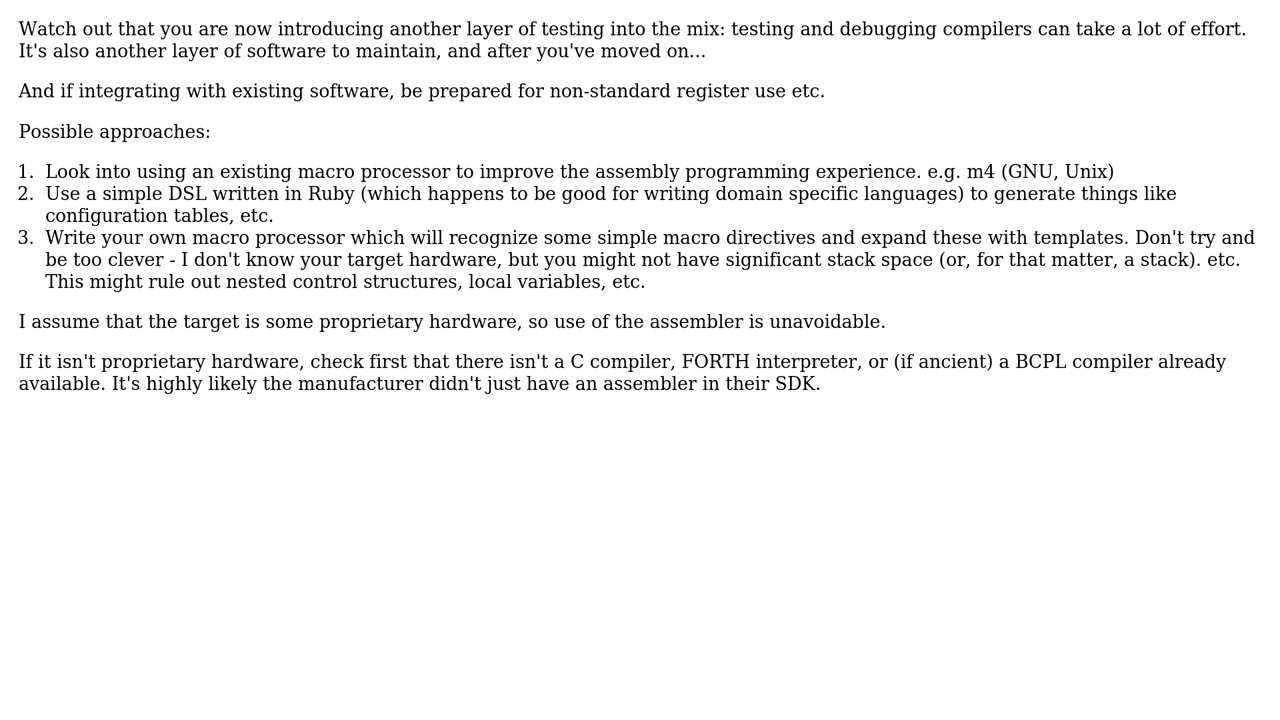 Watch out that you are now introducing another layer of testing into the mix: testing and debugging compilers can take a lot of effort.
It's also another layer of software to maintain, and after you've moved on...
And if integrating with existing software, be prepared for non-standard register use etc.
Possible approaches:
1. Look into using an existing macro processor to improve the assembly programming experience. e.g. m4 (GNU, Unix)
2. Use a simple DSL written in Ruby (which happens to be good for writing domain specific languages) to generate things like
configuration tables, etc.
3. Write your own macro processor which will recognize some simple macro directives and expand these with templates. Don't try and
be too clever - I don't know your target hardware, but you might not have significant stack space (or, for that matter, a stack). etc.
This might rule out nested control structures, local variables, etc.
I assume that the target is some proprietary hardware, so use of the assembler is unavoidable.
If it isn't proprietary hardware, check first that there isn't a C compiler, FORTH interpreter, or (if ancient) a BCPL compiler already
available. It's highly likely the manufacturer didn't just have an assembler in their SDK.